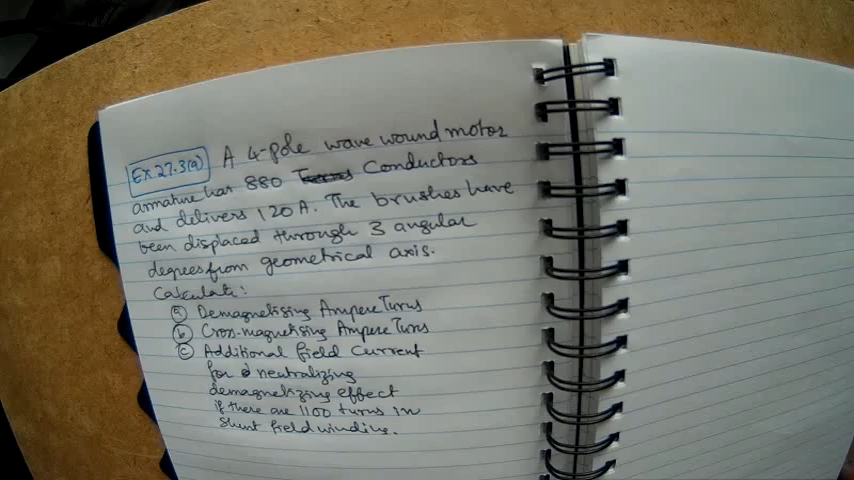 Ex.27.3(a) A 4-pole wave wound motor
armature has 880 Conductors
and delivers 120A. The brushes have
been displaced through 3 angular
degrees from geometrical axis.
Calculate:
(a) Demagnetising Ampere Turns
(b) Cross-magnetising Ampere Turns
(c) Additional field Current
for neutralizing
demagnetizing effect
if there are 1100 turns in
shunt field winding.